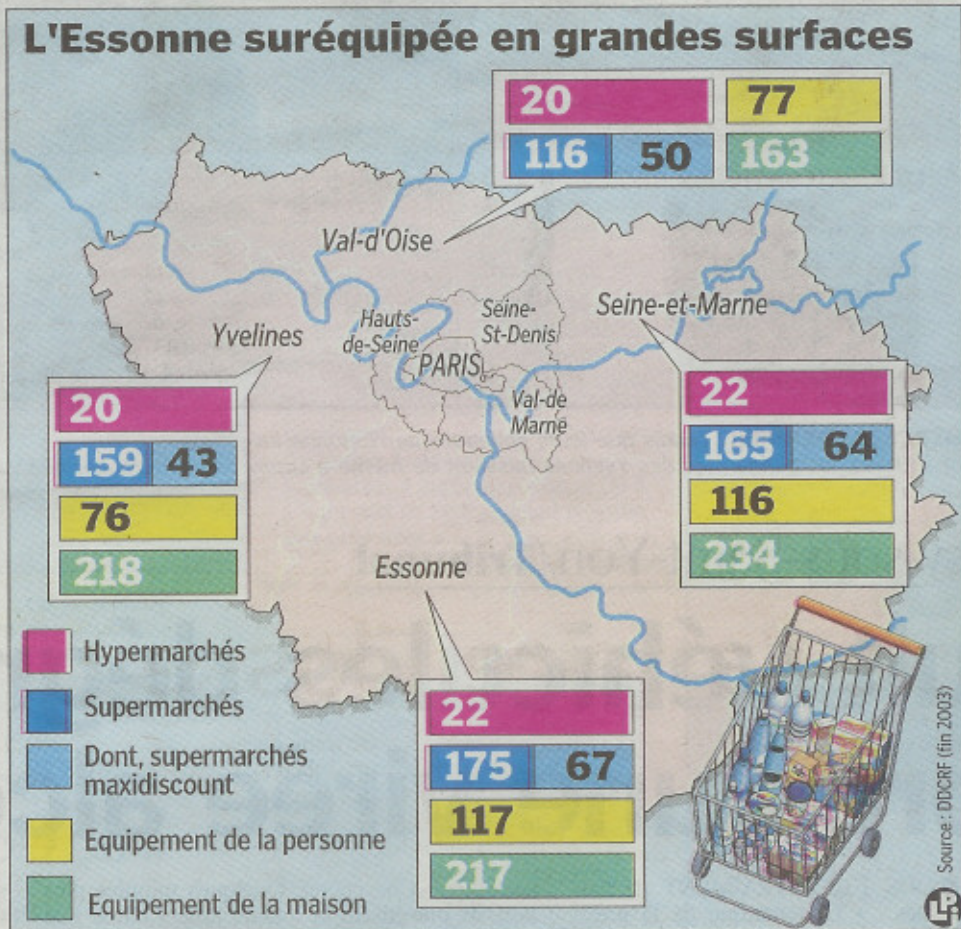 L'Essonne suréquipée en grandes surfaces
20 77
116 50 163
Val-d'Oise
Seine-et-Marne
Yvelines
Hauts-
de-Seine
Seine-
St-Denis
PARIS
Val-de
Marne
20
159 43
76
218
22
165 64
116
234
Essonne
22
175 67
117
217
Hypermarchés
Supermarchés
Dont, supermarchés
maxidiscount
Equipement de la personne
Equipement de la maison
Source : DDCRF (fin 2003)